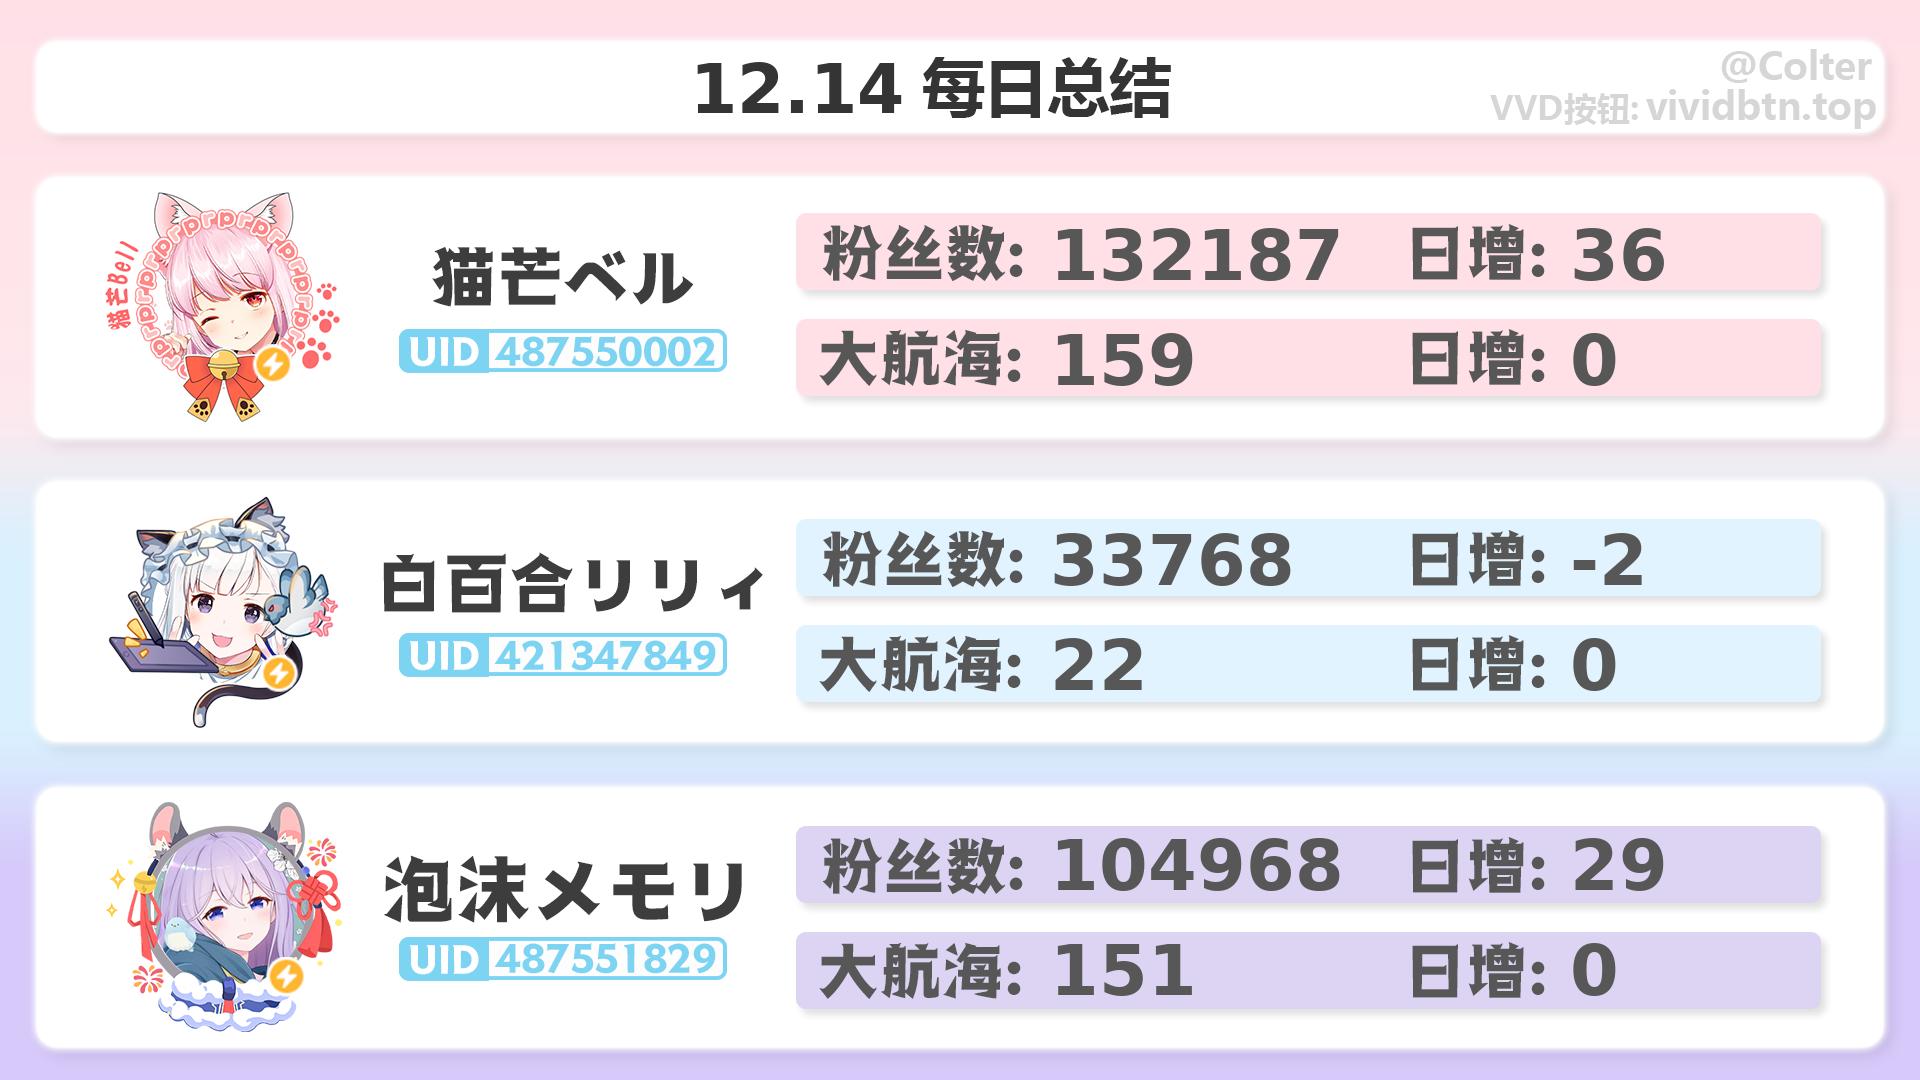 12.14 每日总结
@Colter
VVD按钮: vividbtn.top
猫芒Bell
prprprprprprprpr
猫芒ベル
UID 487550002
粉丝数: 132187 日增: 36
大航海: 159 日增: 0
白百合リリィ
UID 421347849
粉丝数: 33768 日增: -2
大航海: 22 日增: 0
泡沫メモリ
UID 487551829
粉丝数: 104968 日增: 29
大航海: 151 日增: 0